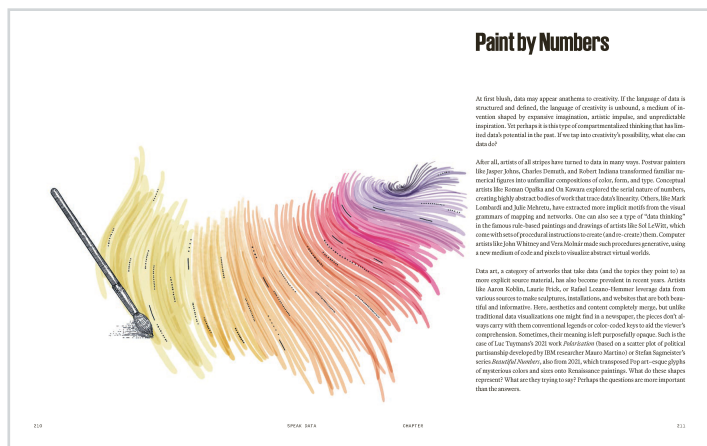 Paint by Numbers
At first blush, data may appear anathema to creativity. If the language of data is
structured and defined, the language of creativity is unbound, a medium of in-
vention shaped by expansive imagination, artistic impulse, and unpredictable
inspiration. Yet perhaps it is this type of compartmentalized thinking that has lim-
ited data's potential in the past. If we tap into creativity's possibility, what else can
data do?
After all, artists of all stripes have turned to data in many ways. Postwar painters
like Jasper Johns, Charles Demuth, and Robert Indiana transformed familiar nu-
merical figures into unfamiliar compositions of color, form, and type. Conceptual
artists like Roman Opałka and On Kawara explored the serial nature of numbers,
creating highly abstract bodies of work that trace data's linearity. Others, like Mark
Lombardi and Julie Mehretu, have extracted more implicit motifs from the visual
grammars of mapping and networks. One can also see a type of "data thinking"
in the famous rule-based paintings and drawings of artists like Sol LeWitt, which
come with sets of procedural instructions to create (and re-create) them. Computer
artists like John Whitney and Vera Molnár made such procedures generative, using
a new medium of code and pixels to visualize abstract virtual worlds.
Data art, a category of artworks that take data (and the topics they point to) as
more explicit source material, has also become prevalent in recent years. Artists
like Aaron Koblin, Laurie Frick, or Rafael Lozano-Hemmer leverage data from
various sources to make sculptures, installations, and websites that are both beau-
tiful and informative. Here, aesthetics and content completely merge, but unlike
traditional data visualizations one might find in a newspaper, the pieces don't al-
ways carry with them conventional legends or color-coded keys to aid the viewer's
comprehension. Sometimes, their meaning is left purposefully opaque. Such is the
case of Luc Tuymans's 2021 work Polarisation (based on a scatter plot of political
partisanship developed by IBM researcher Mauro Martino) or Stefan Sagmeister's
series Beautiful Numbers, also from 2021, which transposed Pop art–esque glyphs
of mysterious colors and sizes onto Renaissance paintings. What do these shapes
represent? What are they trying to say? Perhaps the questions are more important
than the answers.
210
SPEAK DATA
CHAPTER
211